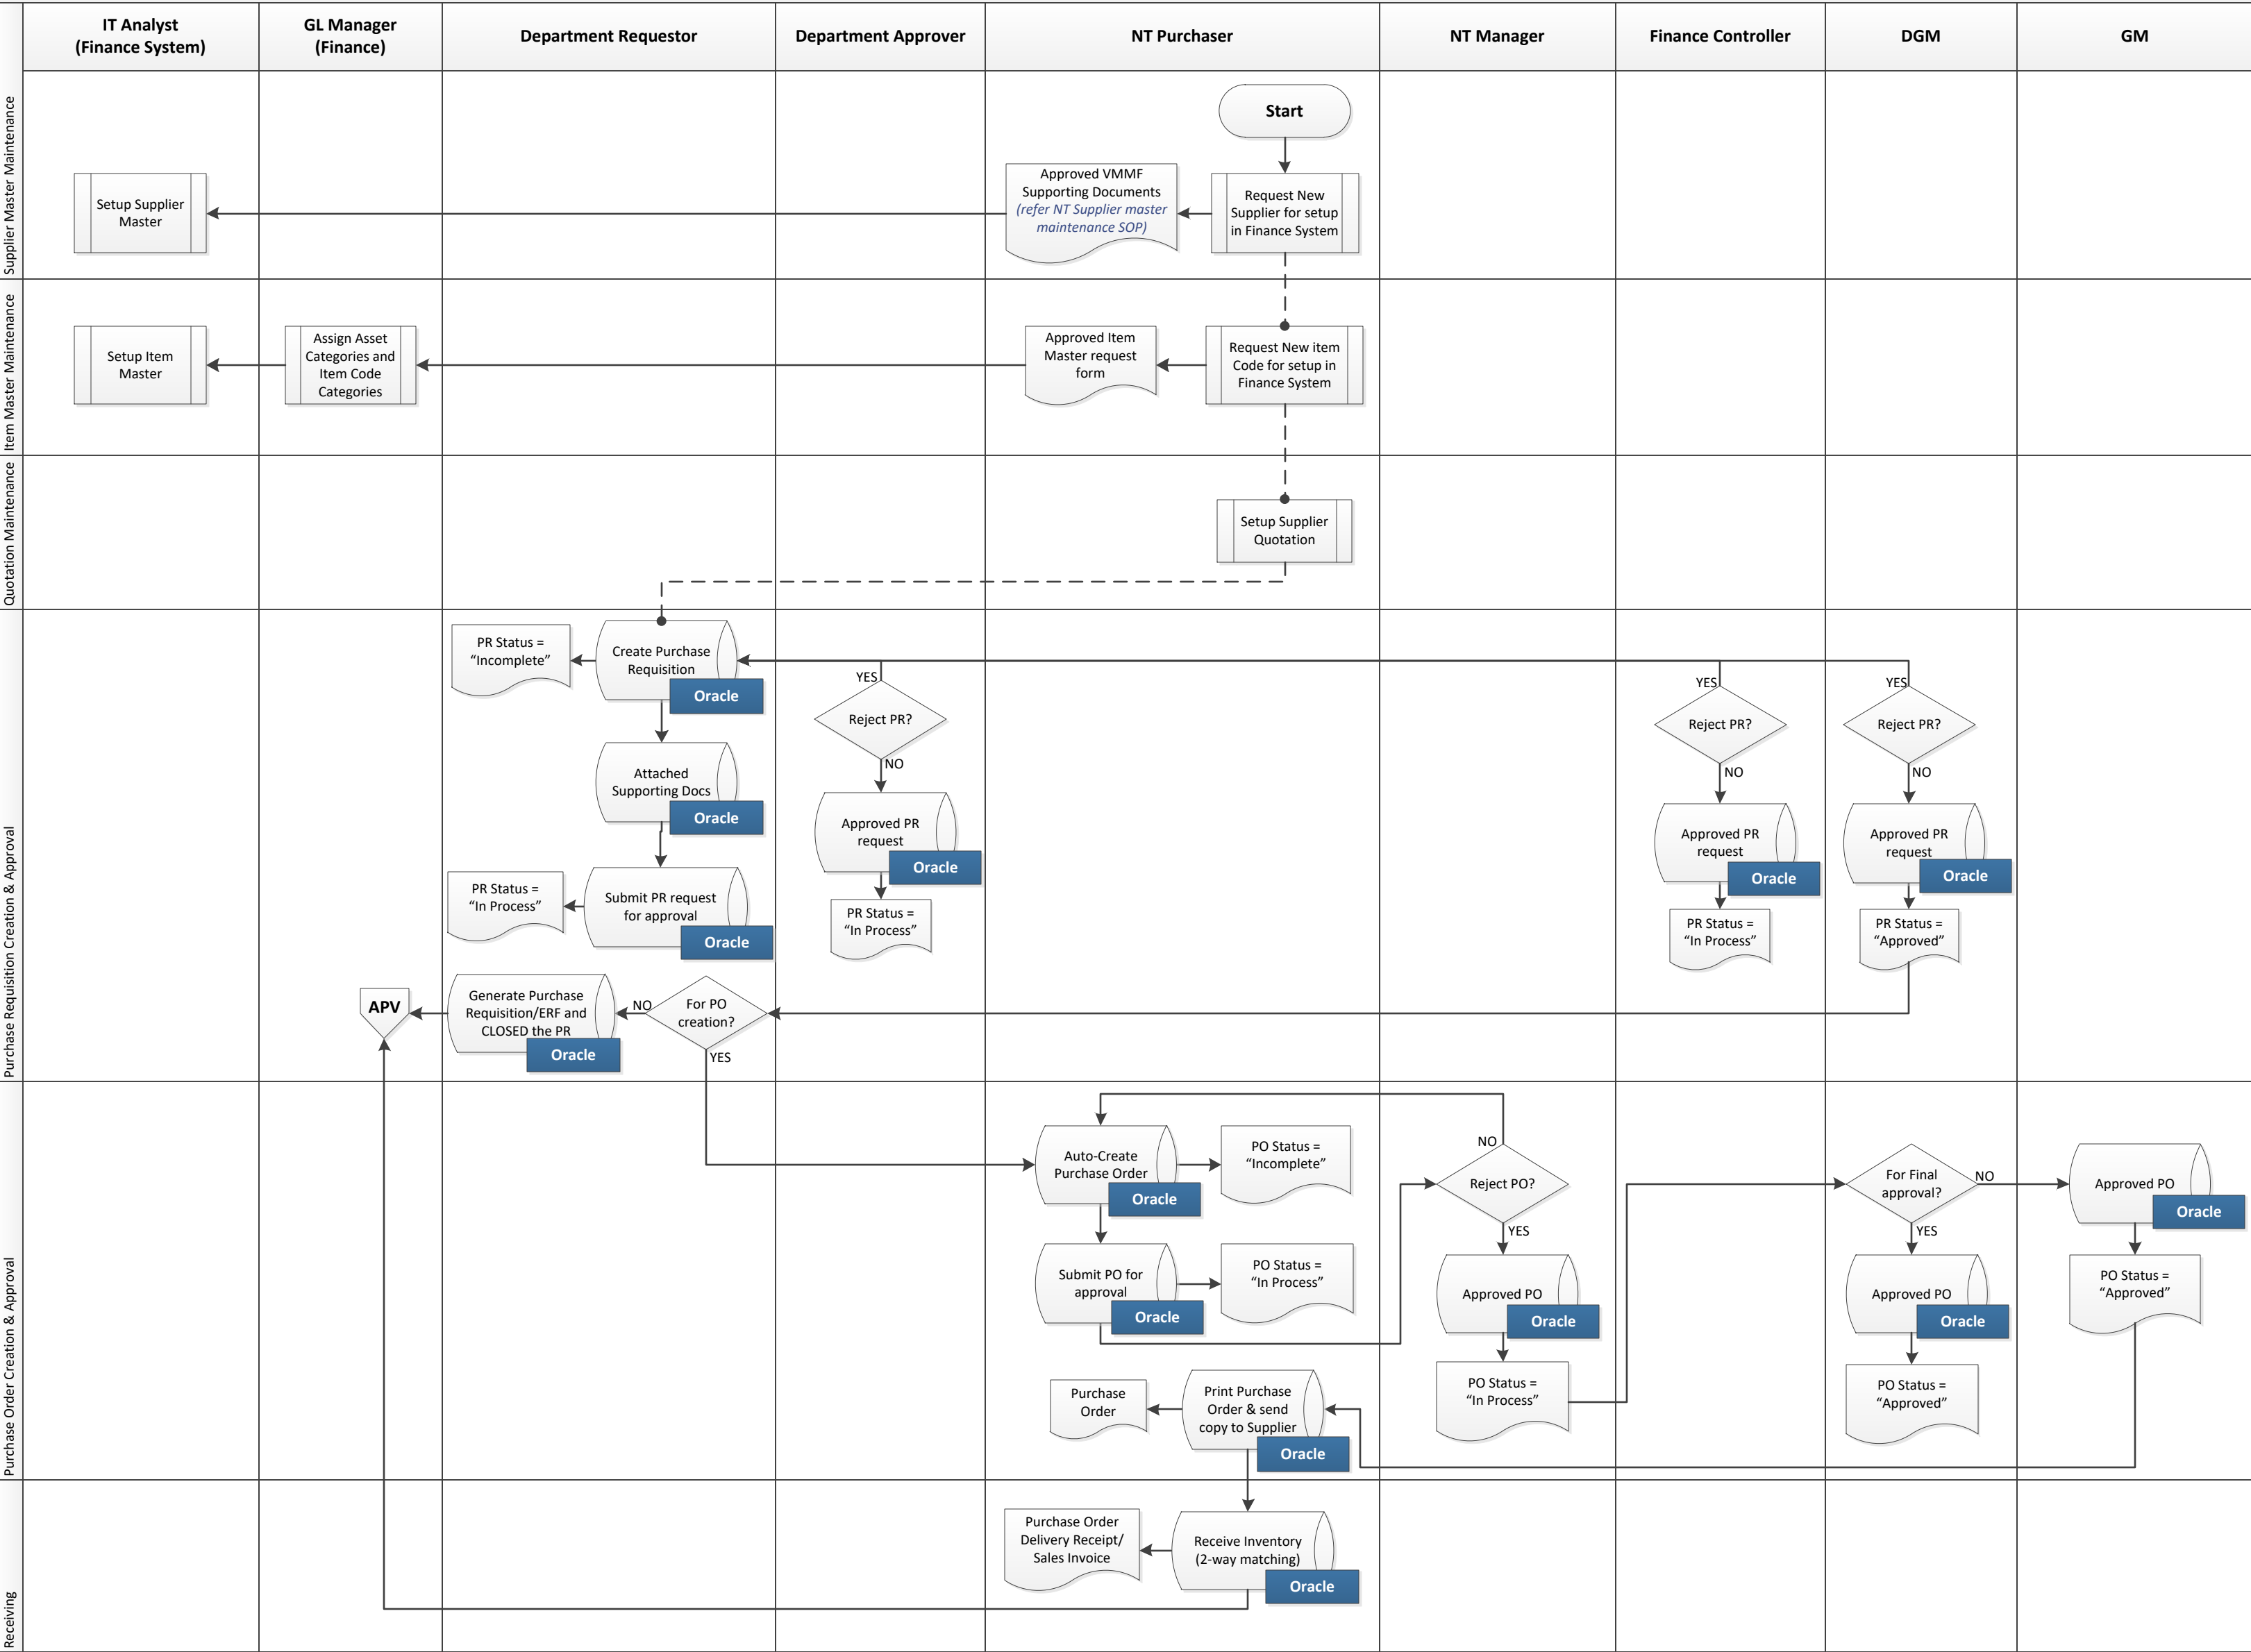 IT Analyst
(Finance System)
GL Manager
(Finance)
Department Requestor
Department Approver
NT Purchaser
NT Manager
Finance Controller
DGM
GM
Supplier Master Maintenance
Start
Setup Supplier
Master
Approved VMMF
Supporting Documents
(refer NT Supplier master
maintenance SOP)
Request New
Supplier for setup
in Finance System
Item Master Maintenance
Setup Item
Master
Assign Asset
Categories and
Item Code
Categories
Approved Item
Master request
form
Request New item
Code for setup in
Finance System
Quotation Maintenance
Setup Supplier
Quotation
Purchase Requisition Creation & Approval
PR Status =
“Incomplete”
Create Purchase
Requisition
Oracle
Attached
Supporting Docs
Oracle
PR Status =
“In Process”
Submit PR request
for approval
Oracle
YES
Reject PR?
NO
Approved PR
request
Oracle
PR Status =
“In Process”
YES
Reject PR?
NO
Approved PR
request
Oracle
PR Status =
“In Process”
YES
Reject PR?
NO
Approved PR
request
Oracle
PR Status =
“Approved”
APV
Generate Purchase
Requisition/ERF and
CLOSED the PR
Oracle
NO
For PO
creation?
YES
Purchase Order Creation & Approval
Auto-Create
Purchase Order
Oracle
PO Status =
“Incomplete”
Submit PO for
approval
Oracle
PO Status =
“In Process”
NO
Reject PO?
YES
Approved PO
Oracle
PO Status =
“In Process”
For Final
approval?
NO
YES
Approved PO
Oracle
PO Status =
“Approved”
Approved PO
Oracle
PO Status =
“Approved”
Purchase
Order
Print Purchase
Order & send
copy to Supplier
Oracle
Receiving
Purchase Order
Delivery Receipt/
Sales Invoice
Receive Inventory
(2-way matching)
Oracle